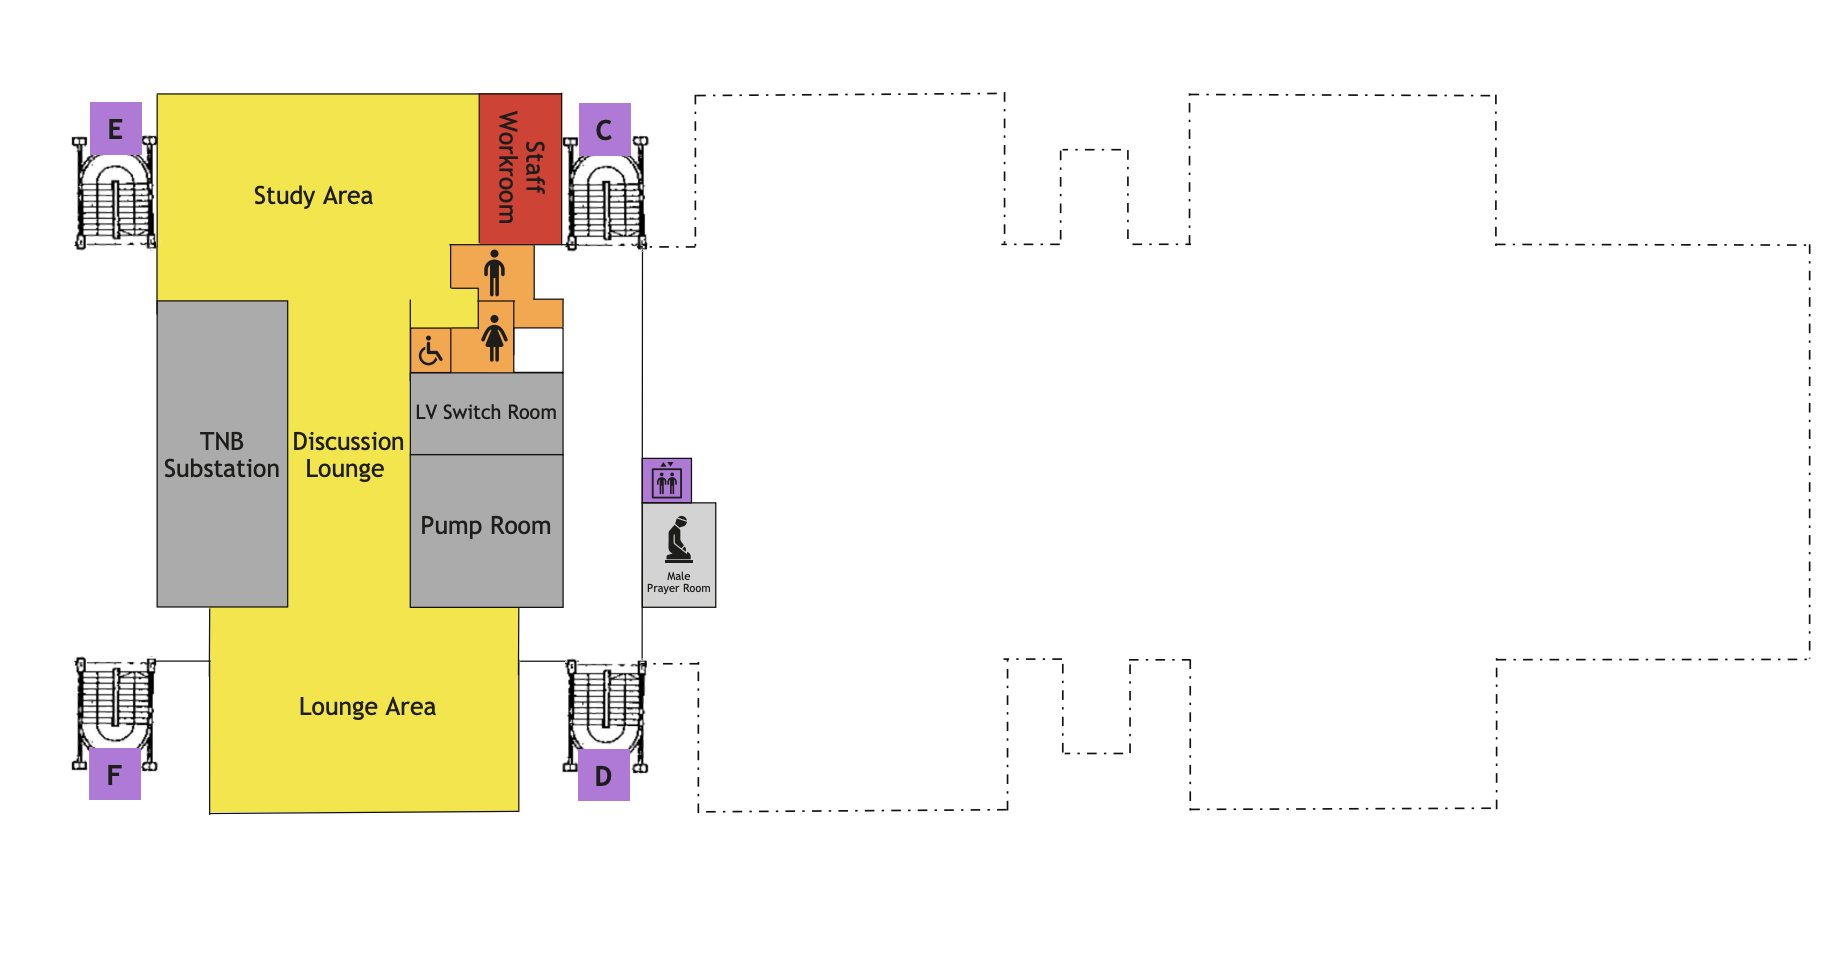 E
C
Staff
Workroom
Study Area
LV Switch Room
TNB
Substation
Discussion
Lounge
Pump Room
Male
Prayer Room
Lounge Area
F
D